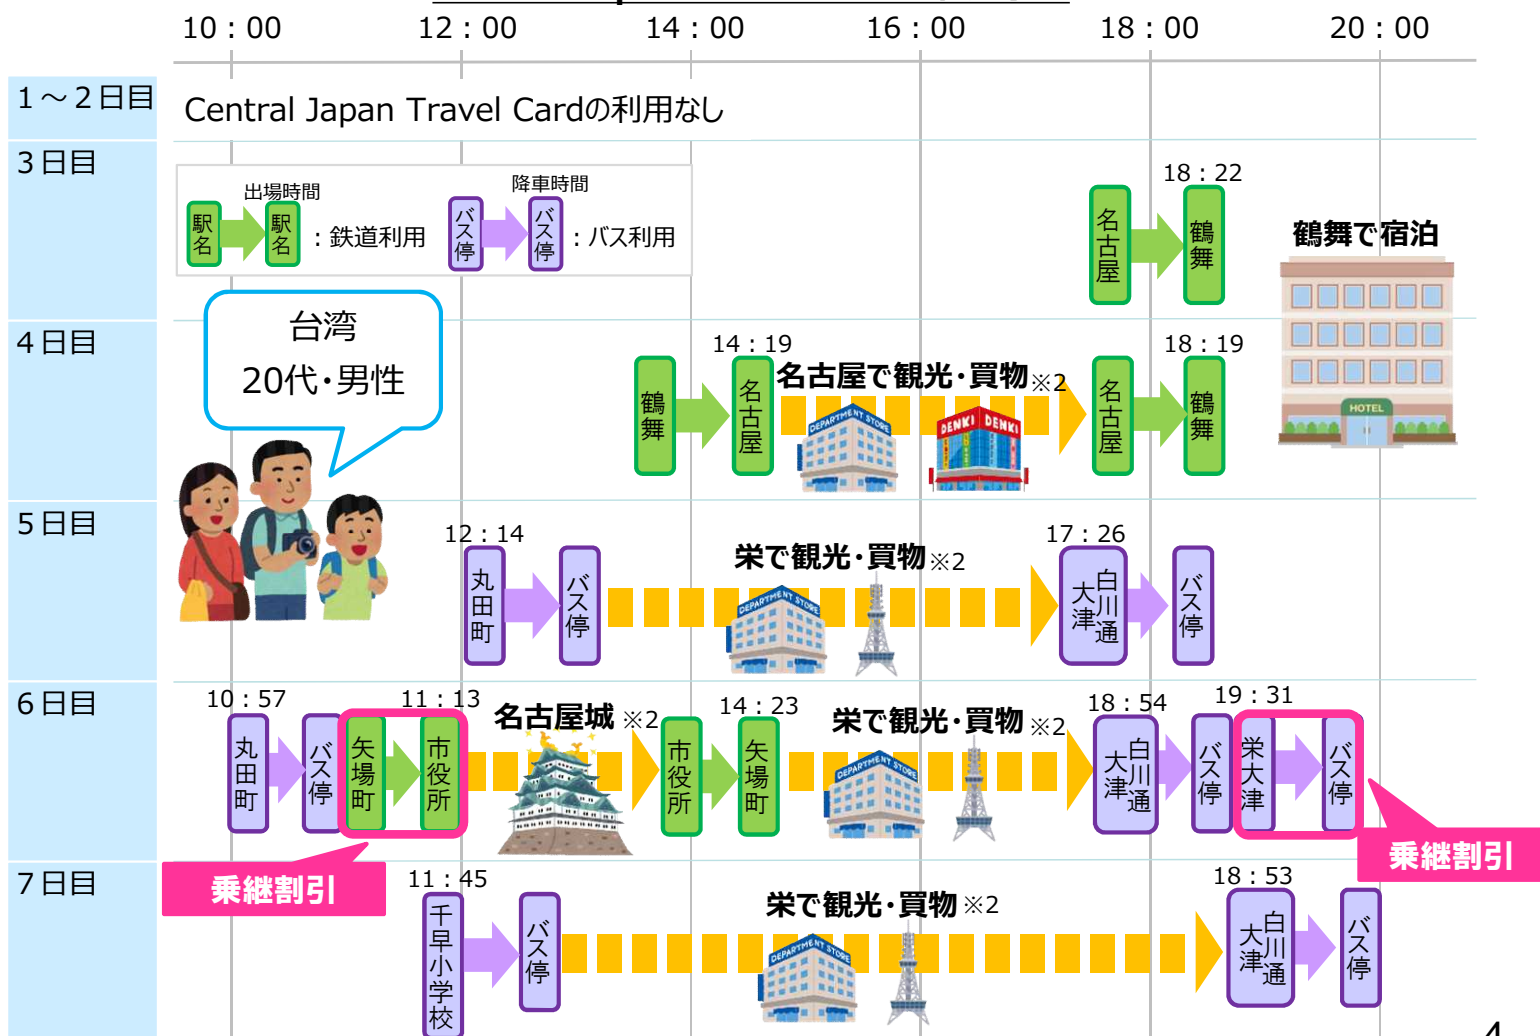 10：00
12：00
14：00
16：00
18：00
20：00
1～2日目
Central Japan Travel Cardの利用なし
3日目
出場時間
駅名
駅名
：鉄道利用
降車時間
バス停
バス停
：バス利用
18：22
名古屋
鶴舞
鶴舞で宿泊
HOTEL
台湾
20代・男性
4日目
14：19
鶴舞
名古屋
名古屋で観光・買物※2
DEPARTMENT STORE
DENKI
DENKI
18：19
名古屋
鶴舞
5日目
12：14
丸田町
バス停
栄で観光・買物※2
DEPARTMENT STORE
17：26
白川通
大津
バス停
6日目
10：57
丸田町
バス停
11：13
矢場町
市役所
名古屋城 ※2
14：23
市役所
矢場町
栄で観光・買物※2
DEPARTMENT STORE
18：54
白川通
大津
バス停
19：31
栄大津
バス停
乗継割引
乗継割引
7日目
11：45
千早小学校
バス停
栄で観光・買物 ※2
DEPARTMENT STORE
18：53
白川通
大津
バス停